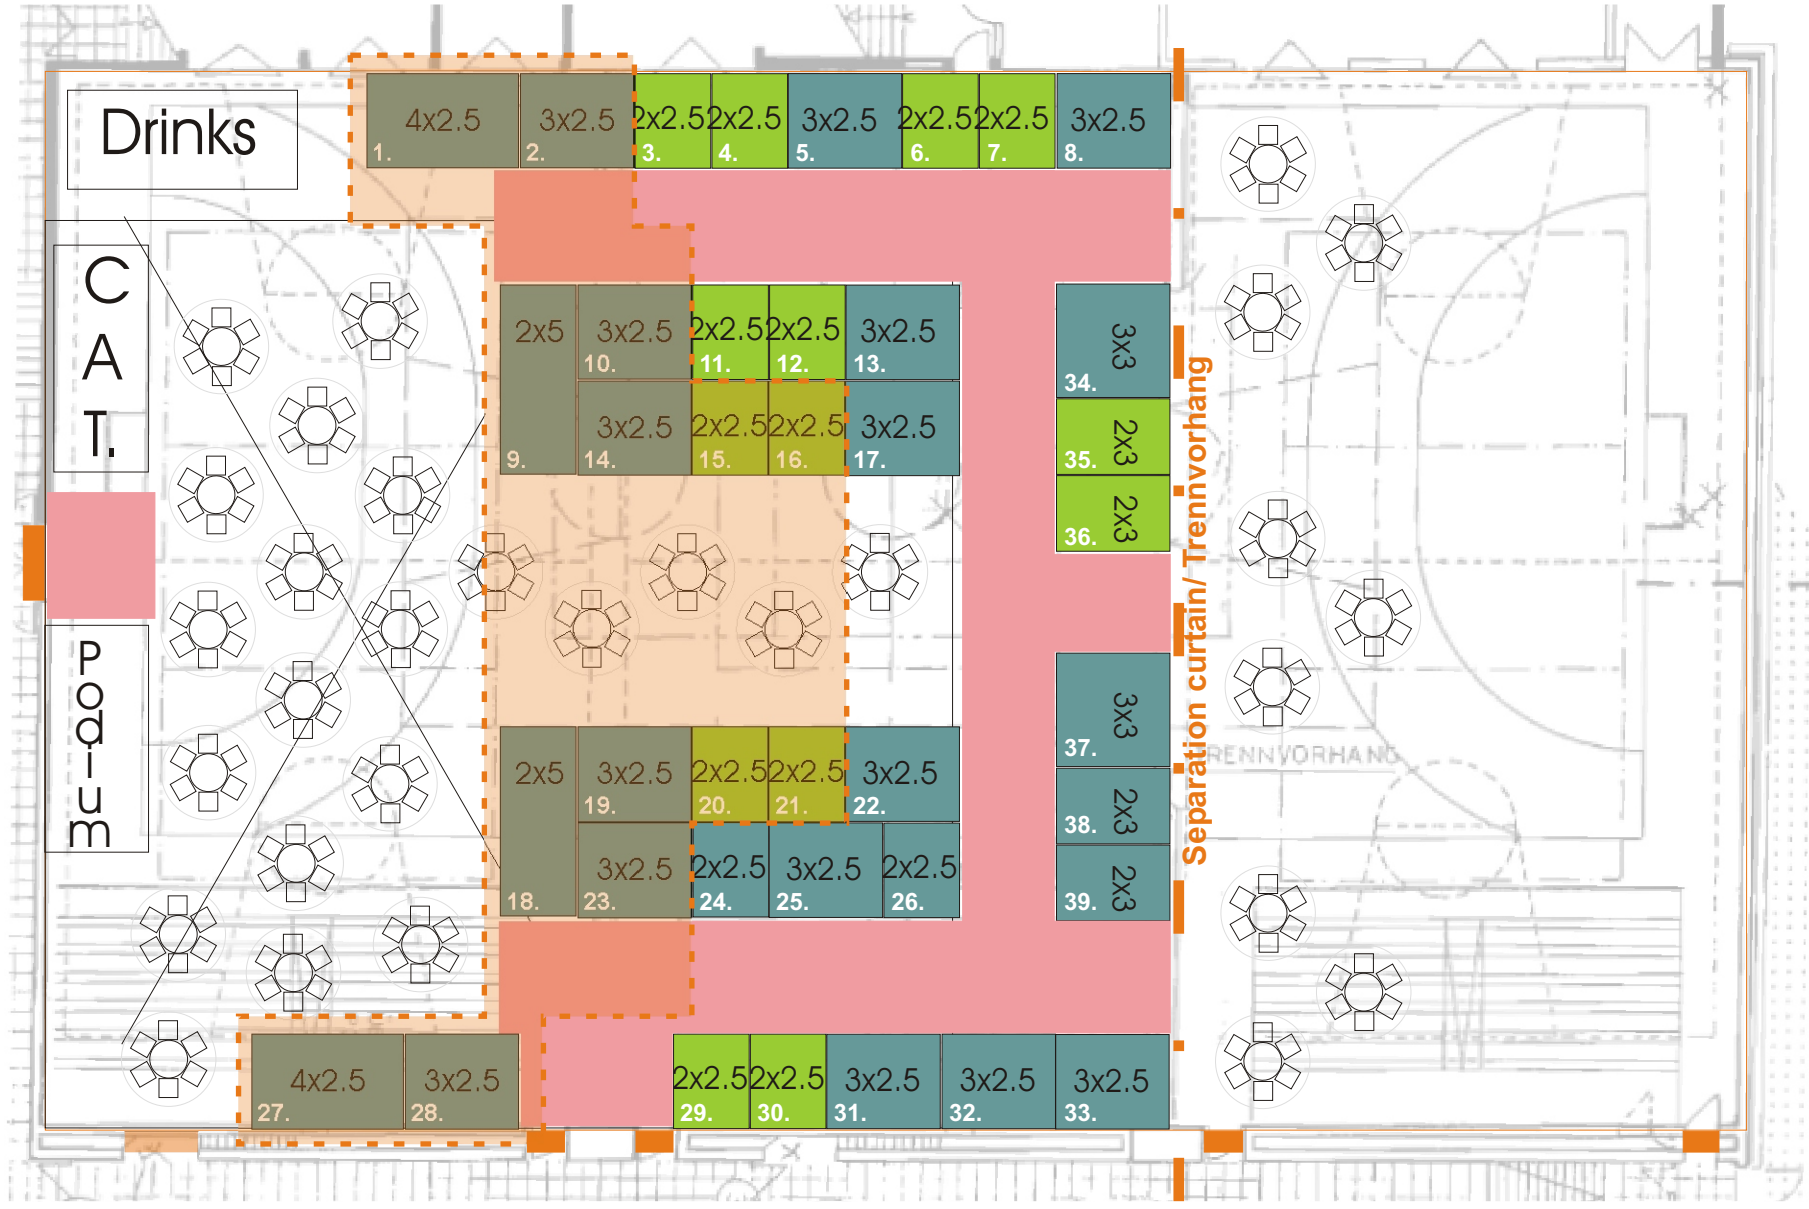 Drinks
4x2.5
1.
3x2.5
2.
2x2.5
3.
2x2.5
4.
3x2.5
5.
2x2.5
6.
2x2.5
7.
3x2.5
8.
C
A
T.
2x5
9.
3x2.5
10.
2x2.5
11.
2x2.5
12.
3x2.5
13.
3x2.5
14.
2x2.5
15.
2x2.5
16.
3x2.5
17.
3x3
34.
2x3
35.
2x3
36.
Separation curtain/ Trennvorhang
Podium
2x5
18.
3x2.5
19.
2x2.5
20.
2x2.5
21.
3x2.5
22.
3x2.5
23.
2x2.5
24.
3x2.5
25.
2x2.5
26.
3x3
37.
2x3
38.
2x3
39.
TRENNVORHANG
4x2.5
27.
3x2.5
28.
2x2.5
29.
2x2.5
30.
3x2.5
31.
3x2.5
32.
3x2.5
33.